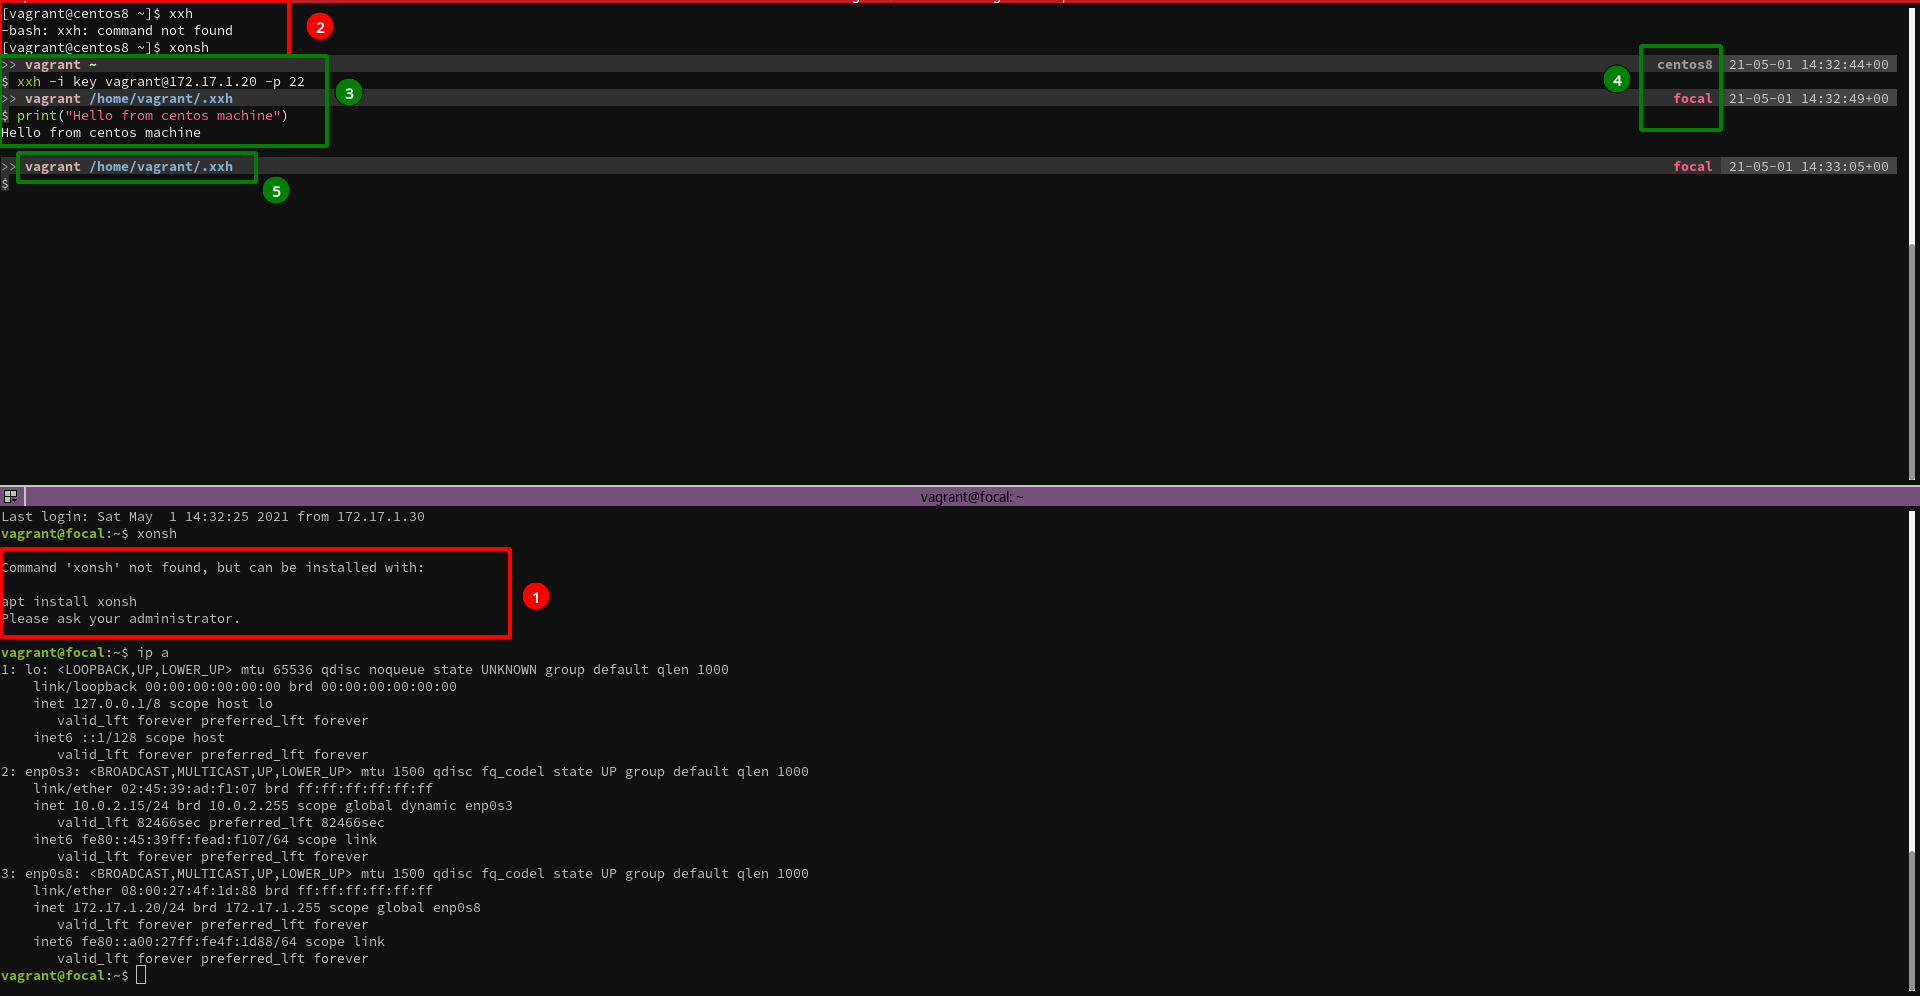 [vagrant@centos8 ~]$ xxh
-bash: xxh: command not found
2
[vagrant@centos8 ~]$ xonsh
>> vagrant ~ centos8 21-05-01 14:32:44+00
$ xxh -i key vagrant@172.17.1.20 -p 22
3
4
>> vagrant /home/vagrant/.xxh focal 21-05-01 14:32:49+00
$ print("Hello from centos machine")
Hello from centos machine
>> vagrant /home/vagrant/.xxh focal 21-05-01 14:33:05+00
$
5
vagrant@focal: ~
Last login: Sat May  1 14:32:25 2021 from 172.17.1.30
vagrant@focal:~$ xonsh
Command 'xonsh' not found, but can be installed with:
apt install xonsh
1
Please ask your administrator.
vagrant@focal:~$ ip a
1: lo: <LOOPBACK,UP,LOWER_UP> mtu 65536 qdisc noqueue state UNKNOWN group default qlen 1000
    link/loopback 00:00:00:00:00:00 brd 00:00:00:00:00:00
    inet 127.0.0.1/8 scope host lo
       valid_lft forever preferred_lft forever
    inet6 ::1/128 scope host
       valid_lft forever preferred_lft forever
2: enp0s3: <BROADCAST,MULTICAST,UP,LOWER_UP> mtu 1500 qdisc fq_codel state UP group default qlen 1000
    link/ether 02:45:39:ad:f1:07 brd ff:ff:ff:ff:ff:ff
    inet 10.0.2.15/24 brd 10.0.2.255 scope global dynamic enp0s3
       valid_lft 82466sec preferred_lft 82466sec
    inet6 fe80::45:39ff:fead:f107/64 scope link
       valid_lft forever preferred_lft forever
3: enp0s8: <BROADCAST,MULTICAST,UP,LOWER_UP> mtu 1500 qdisc fq_codel state UP group default qlen 1000
    link/ether 08:00:27:4f:1d:88 brd ff:ff:ff:ff:ff:ff
    inet 172.17.1.20/24 brd 172.17.1.255 scope global enp0s8
       valid_lft forever preferred_lft forever
    inet6 fe80::a00:27ff:fe4f:1d88/64 scope link
       valid_lft forever preferred_lft forever
vagrant@focal:~$